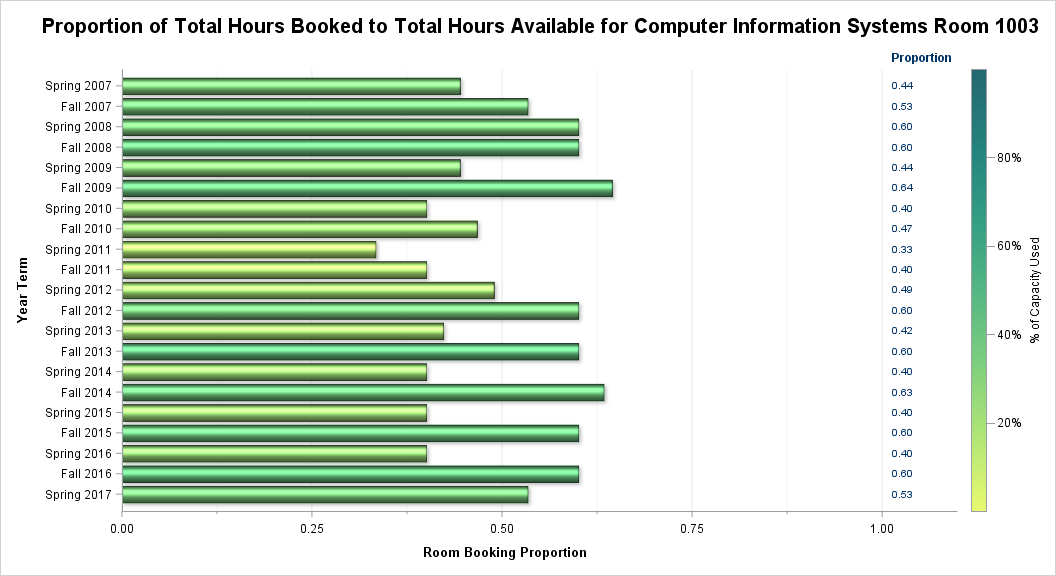 Proportion of Total Hours Booked to Total Hours Available for Computer Information Systems Room 1003
Proportion
Spring 2007 0.44
Fall 2007 0.53
Spring 2008 0.60
Fall 2008 0.60
Spring 2009 0.44
Fall 2009 0.64
Spring 2010 0.40
Fall 2010 0.47
Spring 2011 0.33
Fall 2011 0.40
Spring 2012 0.49
Fall 2012 0.60
Spring 2013 0.42
Fall 2013 0.60
Spring 2014 0.40
Fall 2014 0.63
Spring 2015 0.40
Fall 2015 0.60
Spring 2016 0.40
Fall 2016 0.60
Spring 2017 0.53
Year Term
0.00 0.25 0.50 0.75 1.00
Room Booking Proportion
80%
60%
40%
20%
% of Capacity Used